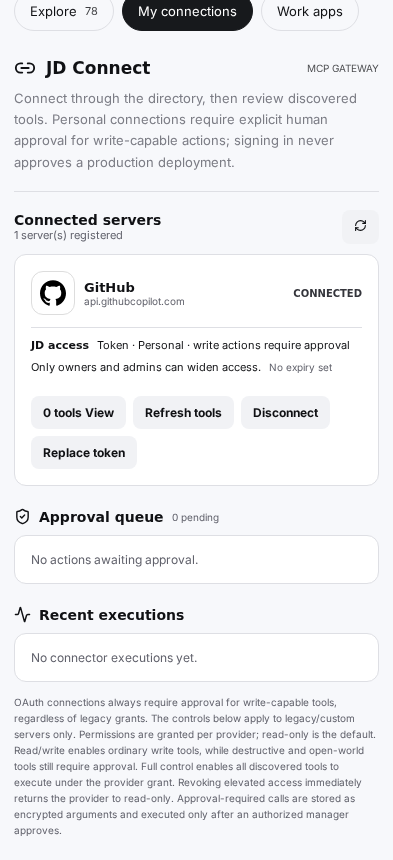 Explore 78 My connections Work apps
JD Connect MCP GATEWAY
Connect through the directory, then review discovered
tools. Personal connections require explicit human
approval for write-capable actions; signing in never
approves a production deployment.
Connected servers
1 server(s) registered
GitHub
api.githubcopilot.com
CONNECTED
JD access Token · Personal · write actions require approval
Only owners and admins can widen access. No expiry set
0 tools View Refresh tools Disconnect
Replace token
Approval queue 0 pending
No actions awaiting approval.
Recent executions
No connector executions yet.
OAuth connections always require approval for write-capable tools,
regardless of legacy grants. The controls below apply to legacy/custom
servers only. Permissions are granted per provider; read-only is the default.
Read/write enables ordinary write tools, while destructive and open-world
tools still require approval. Full control enables all discovered tools to
execute under the provider grant. Revoking elevated access immediately
returns the provider to read-only. Approval-required calls are stored as
encrypted arguments and executed only after an authorized manager
approves.